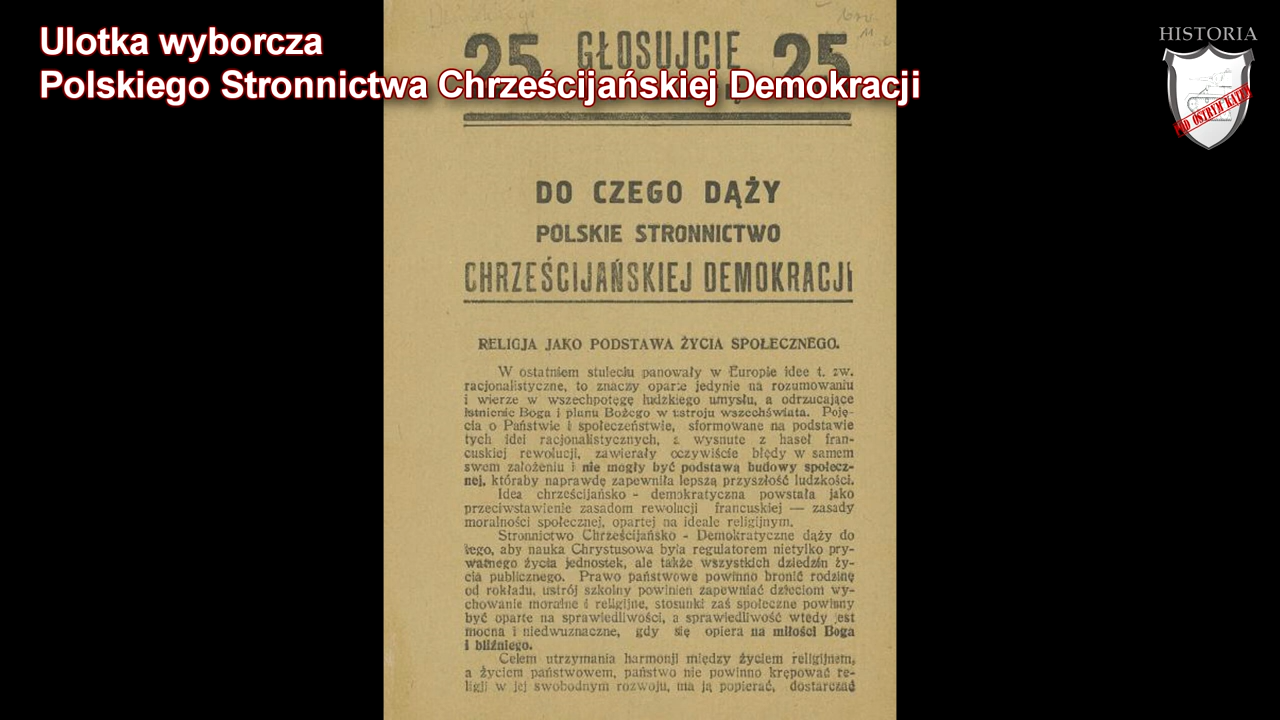 Ulotka wyborcza
Polskiego Stronnictwa Chrześcijańskiej Demokracji
HISTORIA
POD OSTRYM KĄTEM
25 GŁOSUJCIE 25
DO CZEGO DĄŻY
POLSKIE STRONNICTWO
CHRZEŚCIJAŃSKIEJ DEMOKRACJI
RELIGJA JAKO PODSTAWA ŻYCIA SPOŁECZNEGO.
W ostatniem stuleciu panowały w Europie idee t. zw.
racjonalistyczne, to znaczy oparte jedynie na rozumowaniu
i wierze w wszechpotęgę ludzkiego umysłu, a odrzucające
istnienie Boga i planu Bożego w ustroju wszechświata. Poję-
cia o Państwie i społeczeństwie, sformowane na podstawie
tych idei racjonalistycznych, a wysnute z haseł fran-
cuskiej rewolucji, zawierały oczywiście błędy w samem
swem założeniu i nie mogły być podstawą budowy społecz-
nej, któraby naprawdę zapewniła lepszą przyszłość ludzkości.
Idea chrześcijańsko - demokratyczna powstała jako
przeciwstawienie zasadom rewolucji francuskiej — zasady
moralności społecznej, opartej na ideale religijnym.
Stronnictwo Chrześcijańsko - Demokratyczne dąży do
tego, aby nauka Chrystusowa była regulatorem nietylko pry-
watnego życia jednostek, ale także wszystkich dziedzin ży-
cia publicznego. Prawo państwowe powinno bronić rodzinę
od rokładu, ustrój szkolny powinien zapewniać dzieciom wy-
chowanie moralne i religijne, stosunki zaś społeczne powinny
być oparte na sprawiedliwości, a sprawiedliwość wtedy jest
mocna i niedwuznaczne, gdy się opiera na miłości Boga
i bliźniego.
Celem utrzymania harmonji między życiem religijnem,
a życiem państwowem, państwo nie powinno krępować re-
ligji w jej swobodnym rozwoju, ma ją popierać, dostarczać